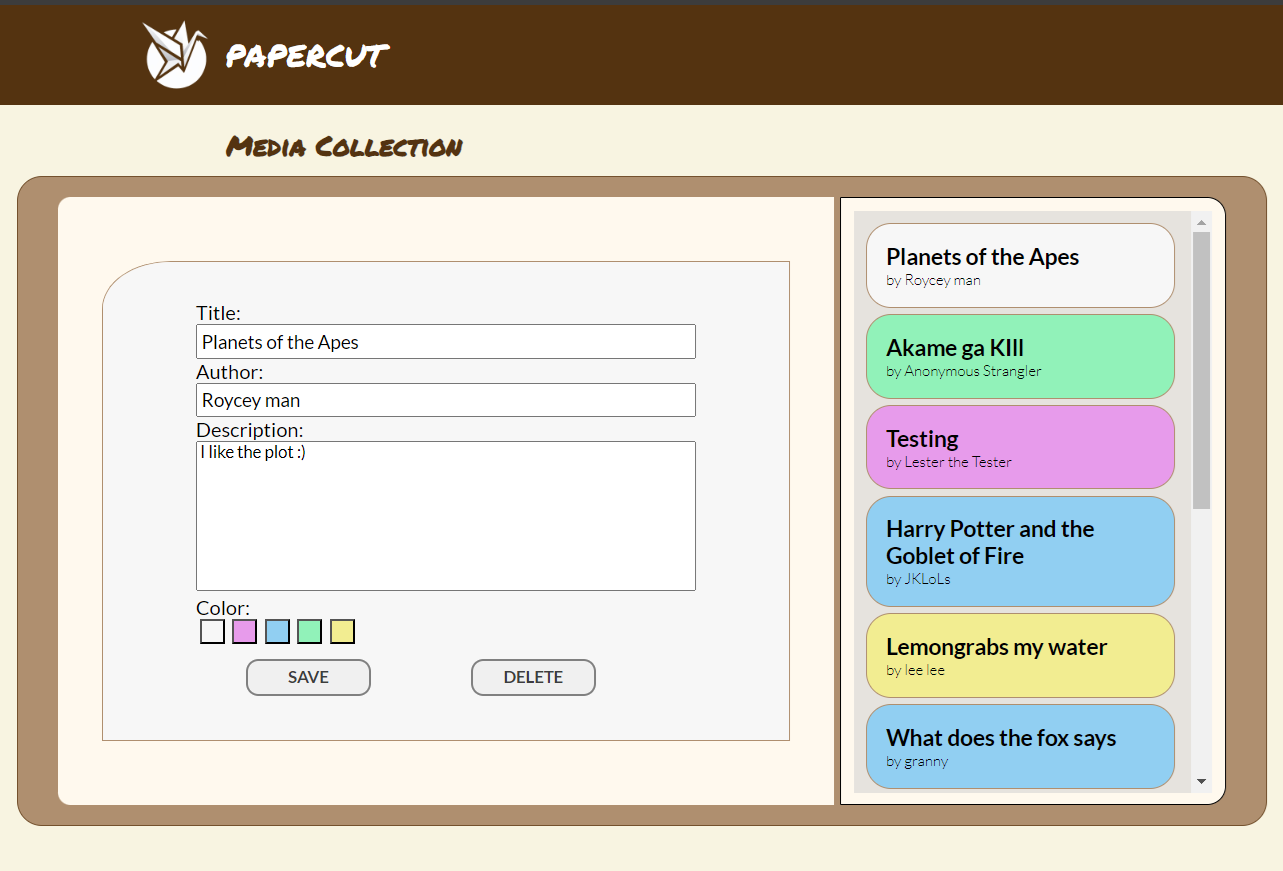 PAPERCUT
Media Collection
Title:
Planets of the Apes
Author:
Roycey man
Description:
I like the plot :)
Color:
SAVE
DELETE
Planets of the Apes
by Roycey man
Akame ga KIll
by Anonymous Strangler
Testing
by Lester the Tester
Harry Potter and the
Goblet of Fire
by JKLoLs
Lemongrabs my water
by lee lee
What does the fox says
by granny